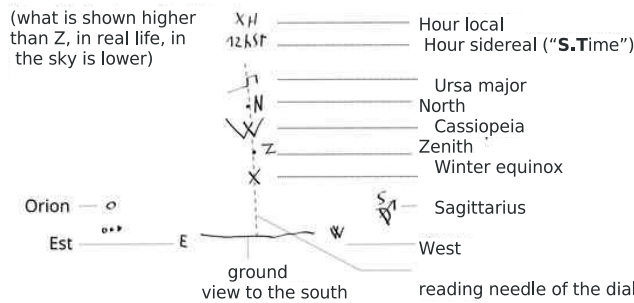 (what is shown higher
than Z, in real life, in
the sky is lower)
XH
12hST
Hour local
Hour sidereal ("S.Time")
Ursa major
N
North
Cassiopeia
Z
Zenith
Winter equinox
X
Orion
S
Sagittarius
Est
E
W
West
ground
view to the south
reading needle of the dial